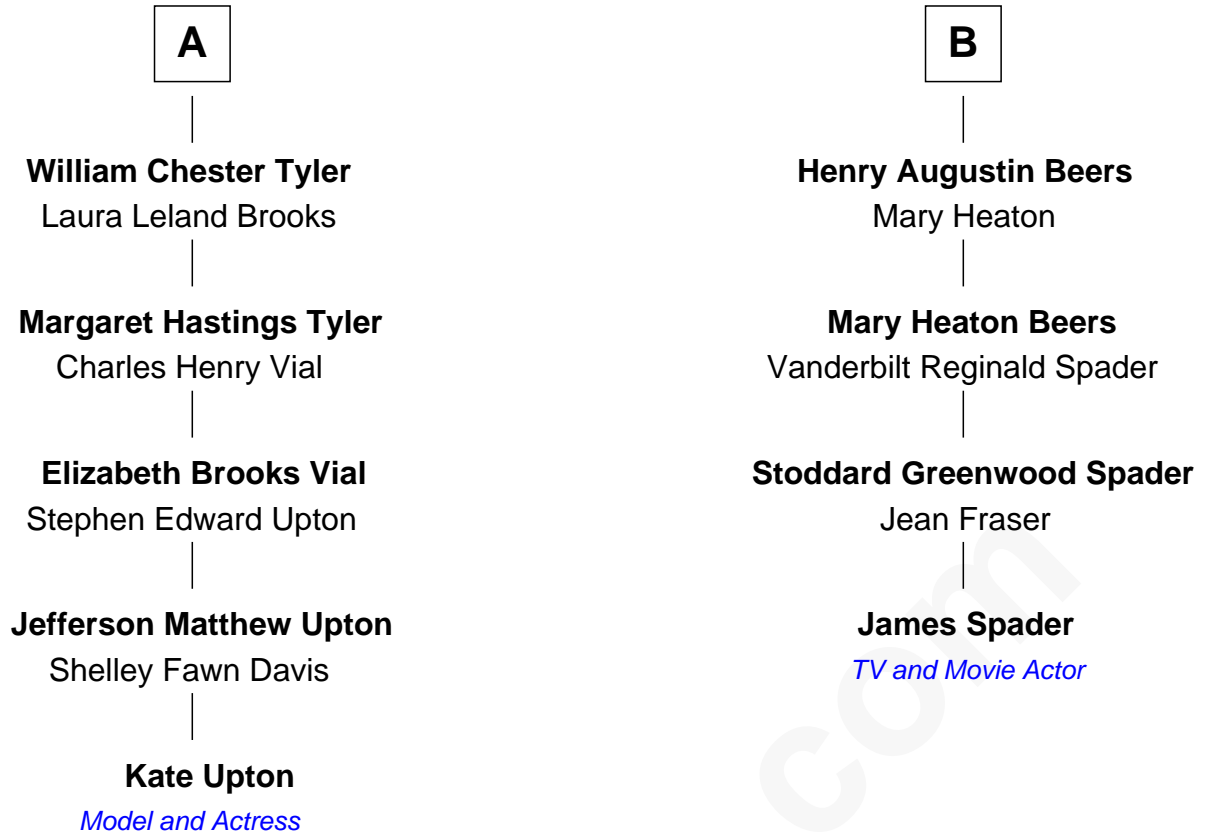 A
William Chester Tyler
Laura Leland Brooks
Margaret Hastings Tyler
Charles Henry Vial
Elizabeth Brooks Vial
Stephen Edward Upton
Jefferson Matthew Upton
Shelley Fawn Davis
Kate Upton
Model and Actress
B
Henry Augustin Beers
Mary Heaton
Mary Heaton Beers
Vanderbilt Reginald Spader
Stoddard Greenwood Spader
Jean Fraser
James Spader
TV and Movie Actor
com